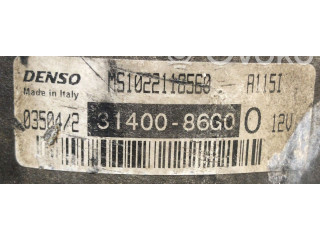 DENSO MS1022118560 A115I
Made in Italy
03504/2 31400-86G0 0 12V